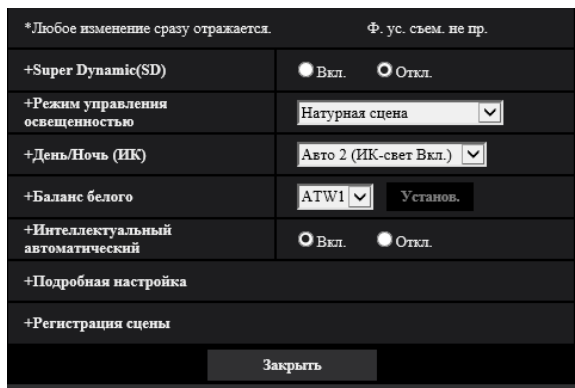 *Любое изменение сразу отражается. Ф. ус. съем. не пр.
+Super Dynamic(SD) Вкл. Откл.
+Режим управления
освещенностью
Натурная сцена
+День/Ночь (ИК) Авто 2 (ИК-свет Вкл.)
+Баланс белого ATW1 Установ.
+Интеллектуальный
автоматический
Вкл. Откл.
+Подробная настройка
+Регистрация сцены
Закрыть